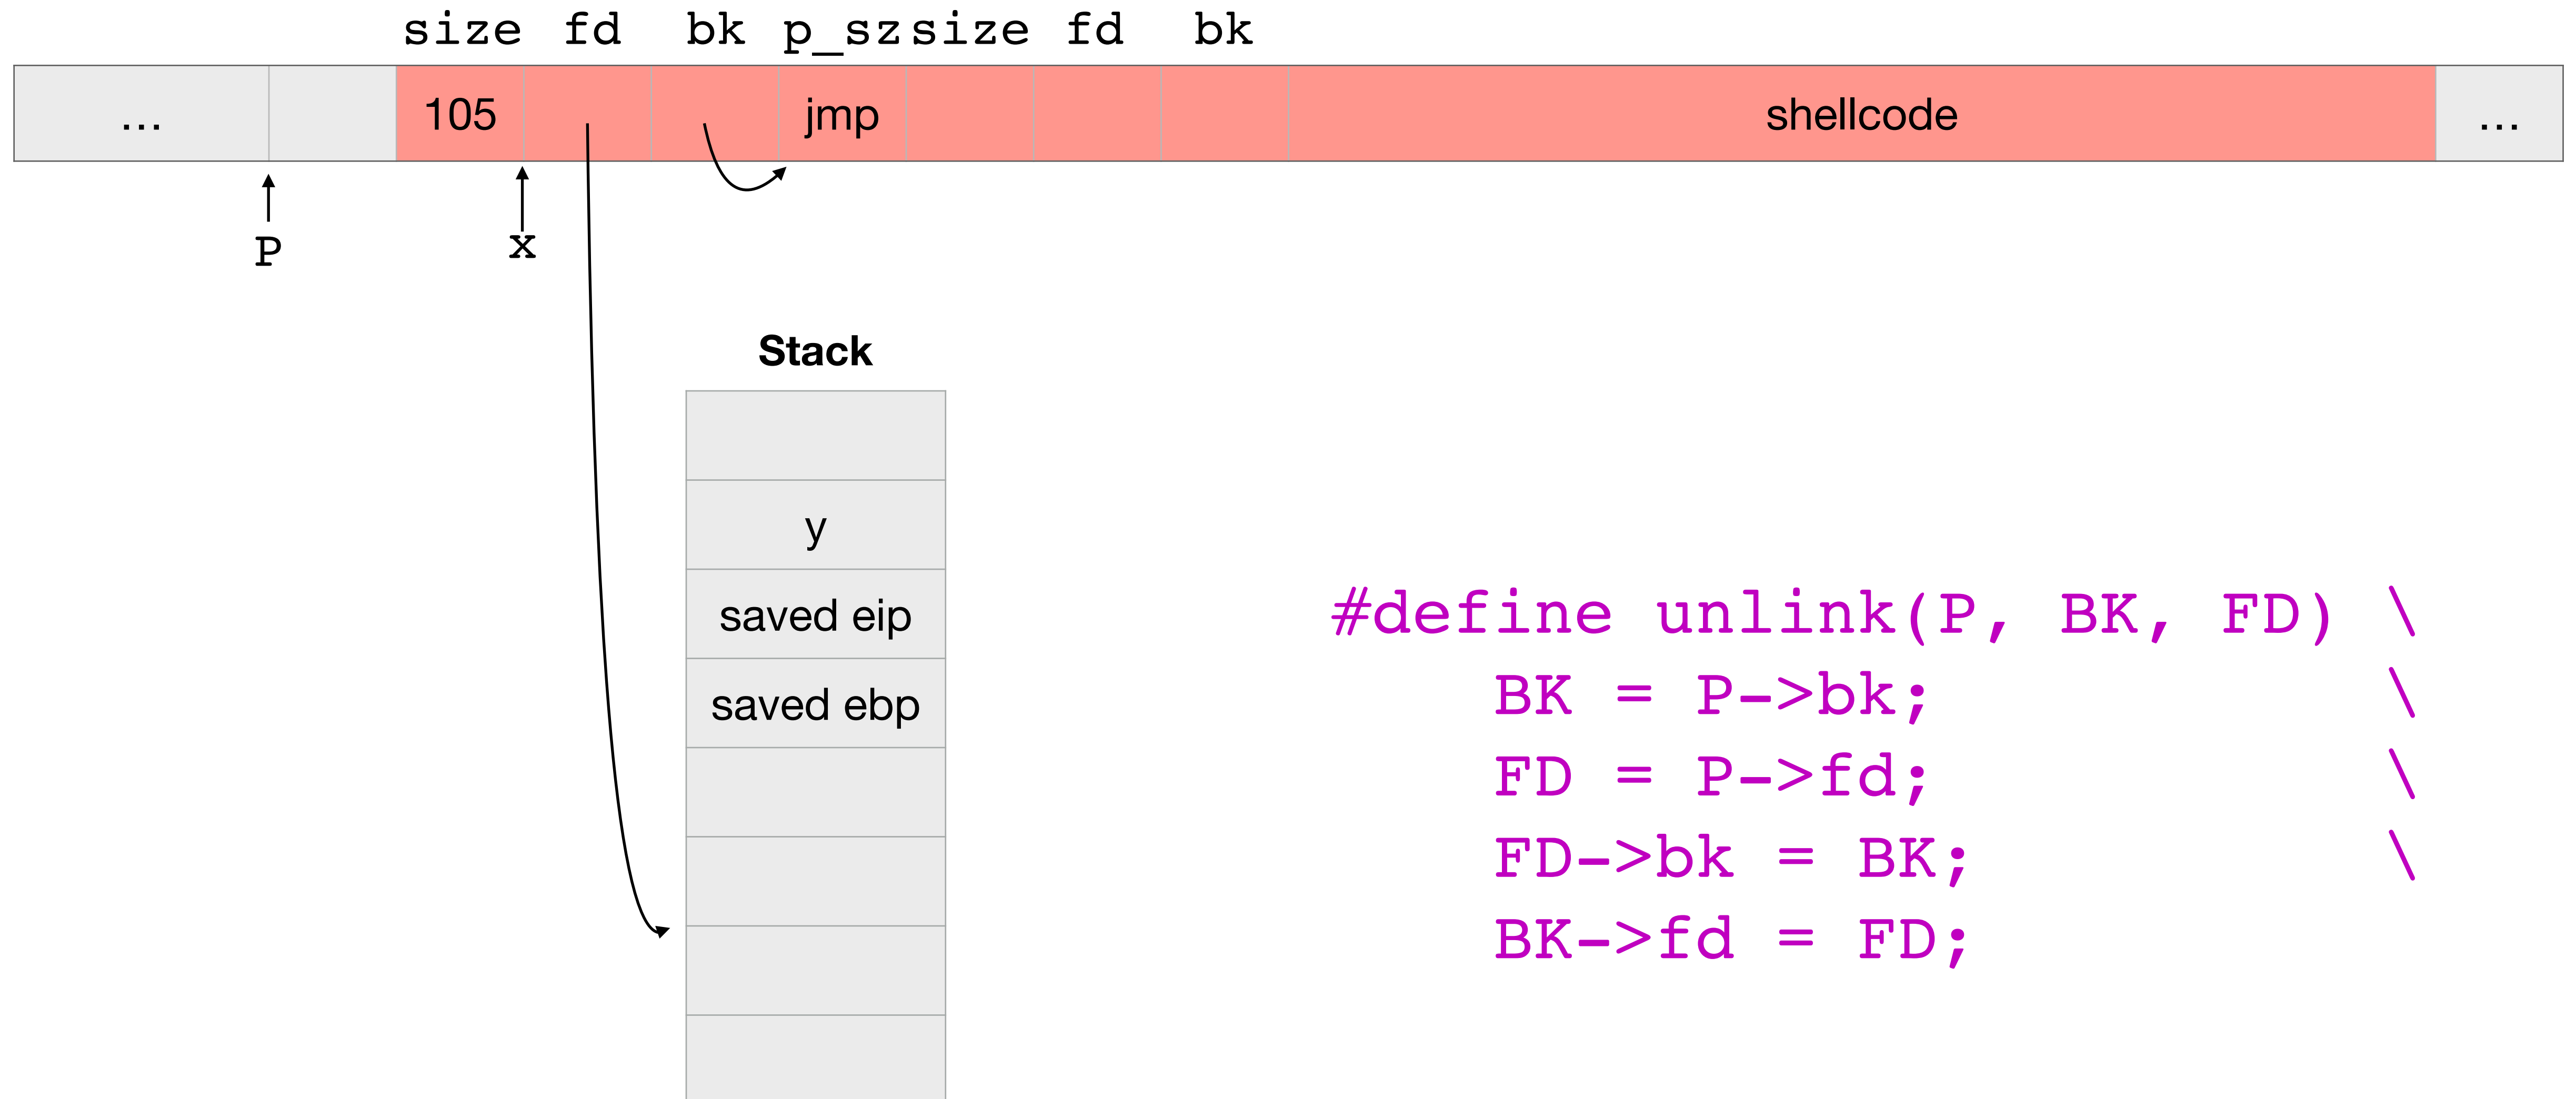 size fd bk p_sz size fd bk
... 105 jmp shellcode ...
P x
Stack
y
saved eip
saved ebp
#define unlink(P, BK, FD) \
BK = P->bk; \
FD = P->fd; \
FD->bk = BK; \
BK->fd = FD;